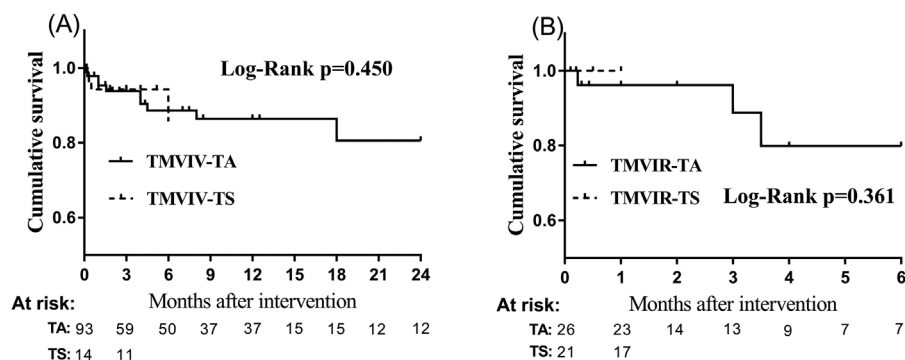 (A)
Log-Rank p=0.450
Cumulative survival
1.0
0.8
0.6
TMVIV-TA
TMVIV-TS
0 3 6 9 12 15 18 21 24
At risk: Months after intervention
TA: 93 59 50 37 37 15 15 12 12
TS: 14 11
(B)
Cumulative survival
1.0
0.8
0.6
TMVIR-TA
TMVIR-TS
Log-Rank p=0.361
0 1 2 3 4 5 6
At risk: Months after intervention
TA: 26 23 14 13 9 7 7
TS: 21 17